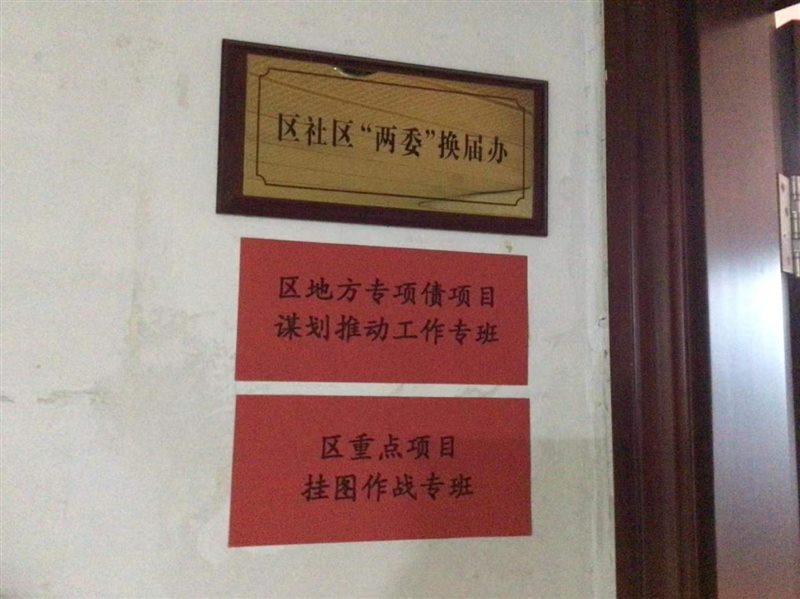 区社区“两委”换届办
区地方专项债项目
谋划推动工作专班
区重点项目
挂图作战专班